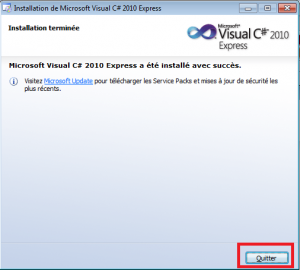 Installation de Microsoft Visual C# 2010 Express
Installation terminée
Microsoft
Visual C# 2010
Express
Microsoft Visual C# 2010 Express a été installé avec succès.
Visitez Microsoft Update pour télécharger les Service Packs et mises à jour de sécurité les
plus récents.
Quitter